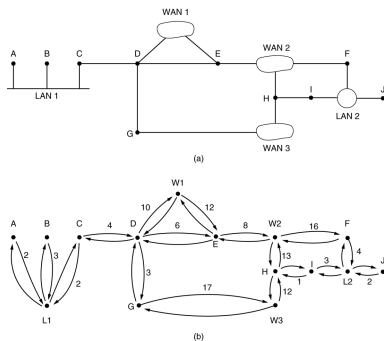 WAN 1
A B C D E WAN 2 F
LAN 1 H I J
LAN 2
G WAN 3
(a)
W1
10 12
A B C 4 D 6 E 8 W2 16 F
2 3 2 3 13 4
H 1 I 3 L2 2 J
L1 G 17 12 W3
(b)